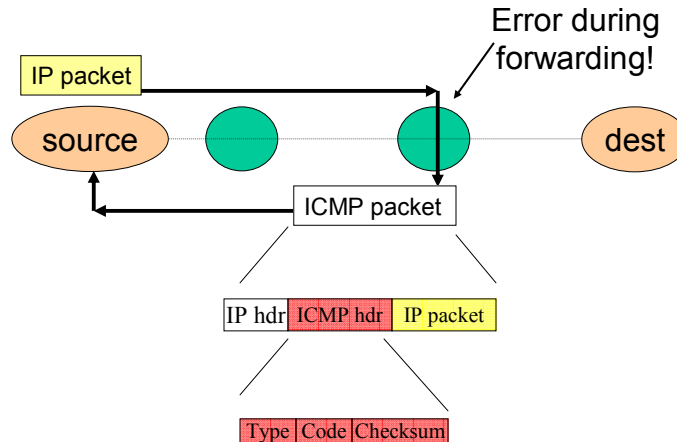 Error during
forwarding!
IP packet
source
dest
ICMP packet
IP hdr ICMP hdr IP packet
Type Code Checksum